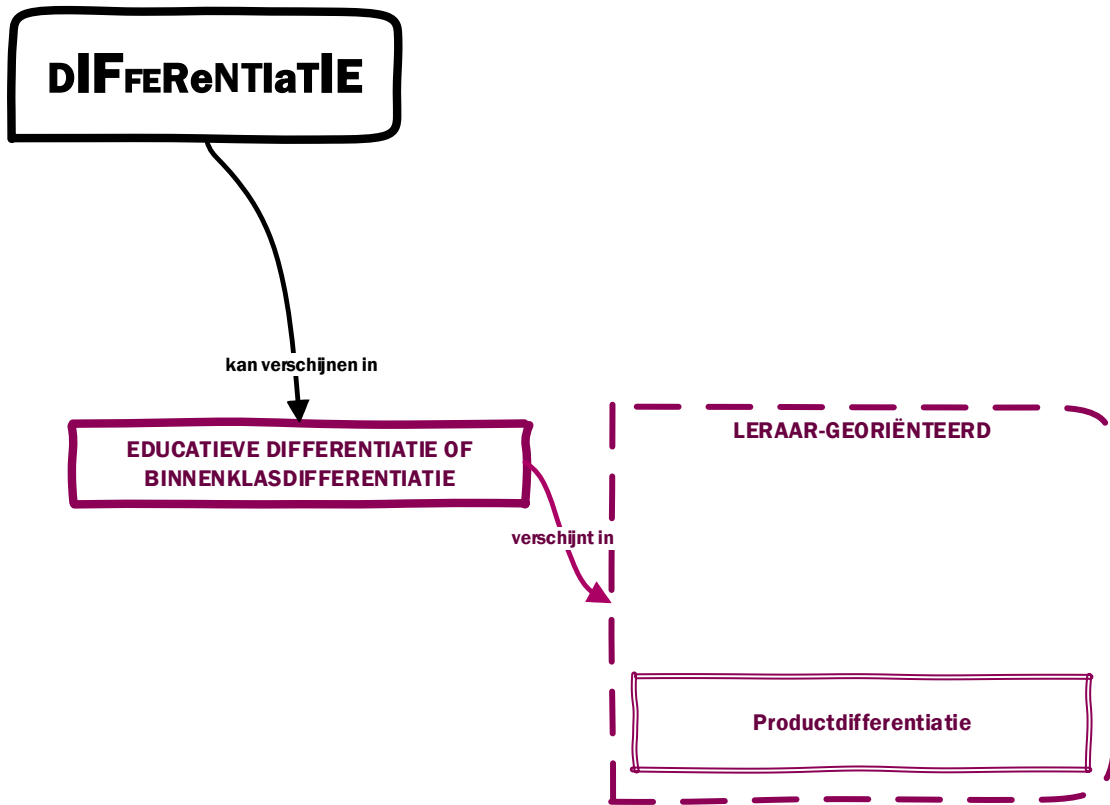 DIFFEReNTIaTIE
kan verschijnen in
EDUCATIEVE DIFFERENTIATIE OF
BINNENKLASDIFFERENTIATIE
verschijnt in
LERAAR-GEORIËNTEERD
Productdifferentiatie